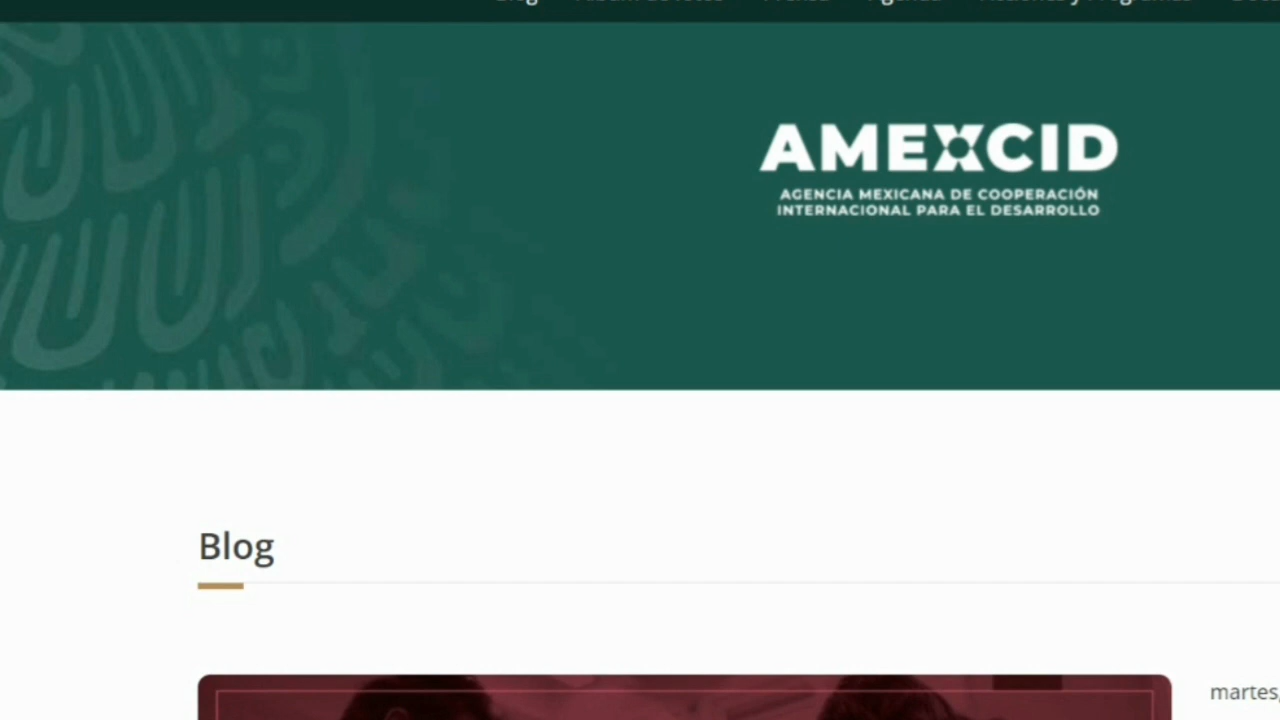 AMEXCID
AGENCIA MEXICANA DE COOPERACIÓN
INTERNACIONAL PARA EL DESARROLLO
Blog
martes,